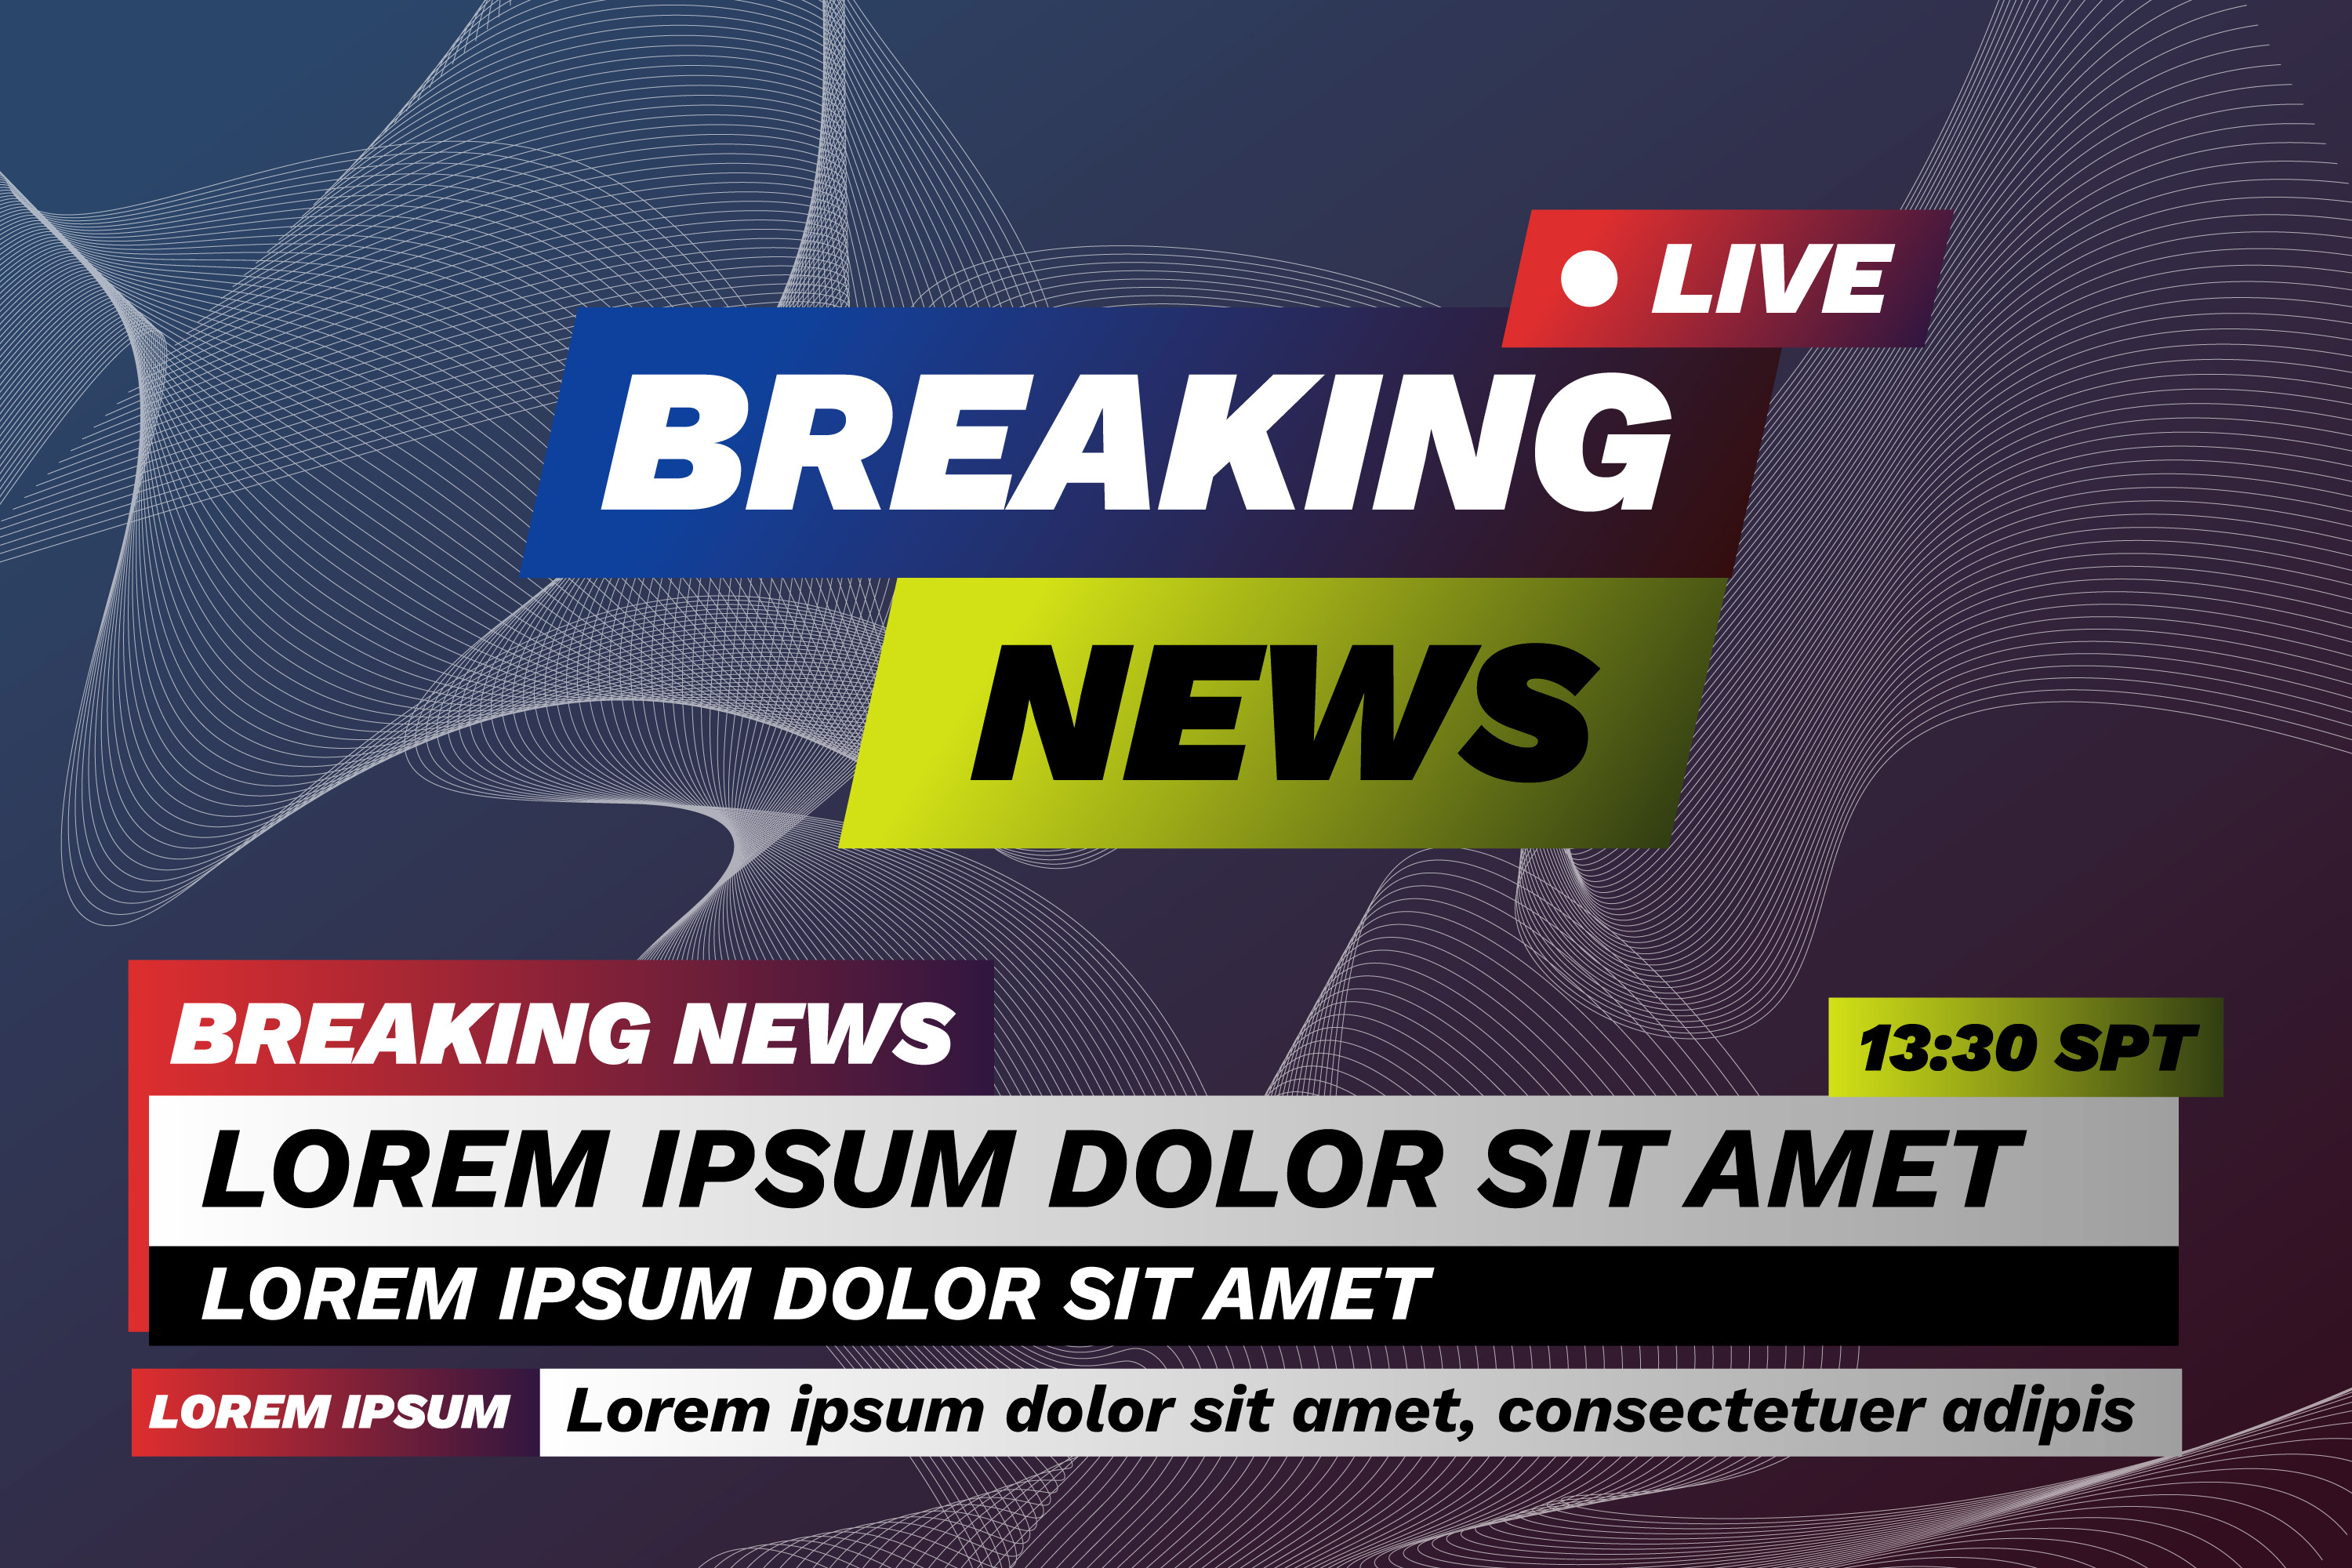 LIVE
BREAKING
NEWS
BREAKING NEWS
13:30 SPT
LOREM IPSUM DOLOR SIT AMET
LOREM IPSUM DOLOR SIT AMET
LOREM IPSUM
Lorem ipsum dolor sit amet, consectetuer adipis